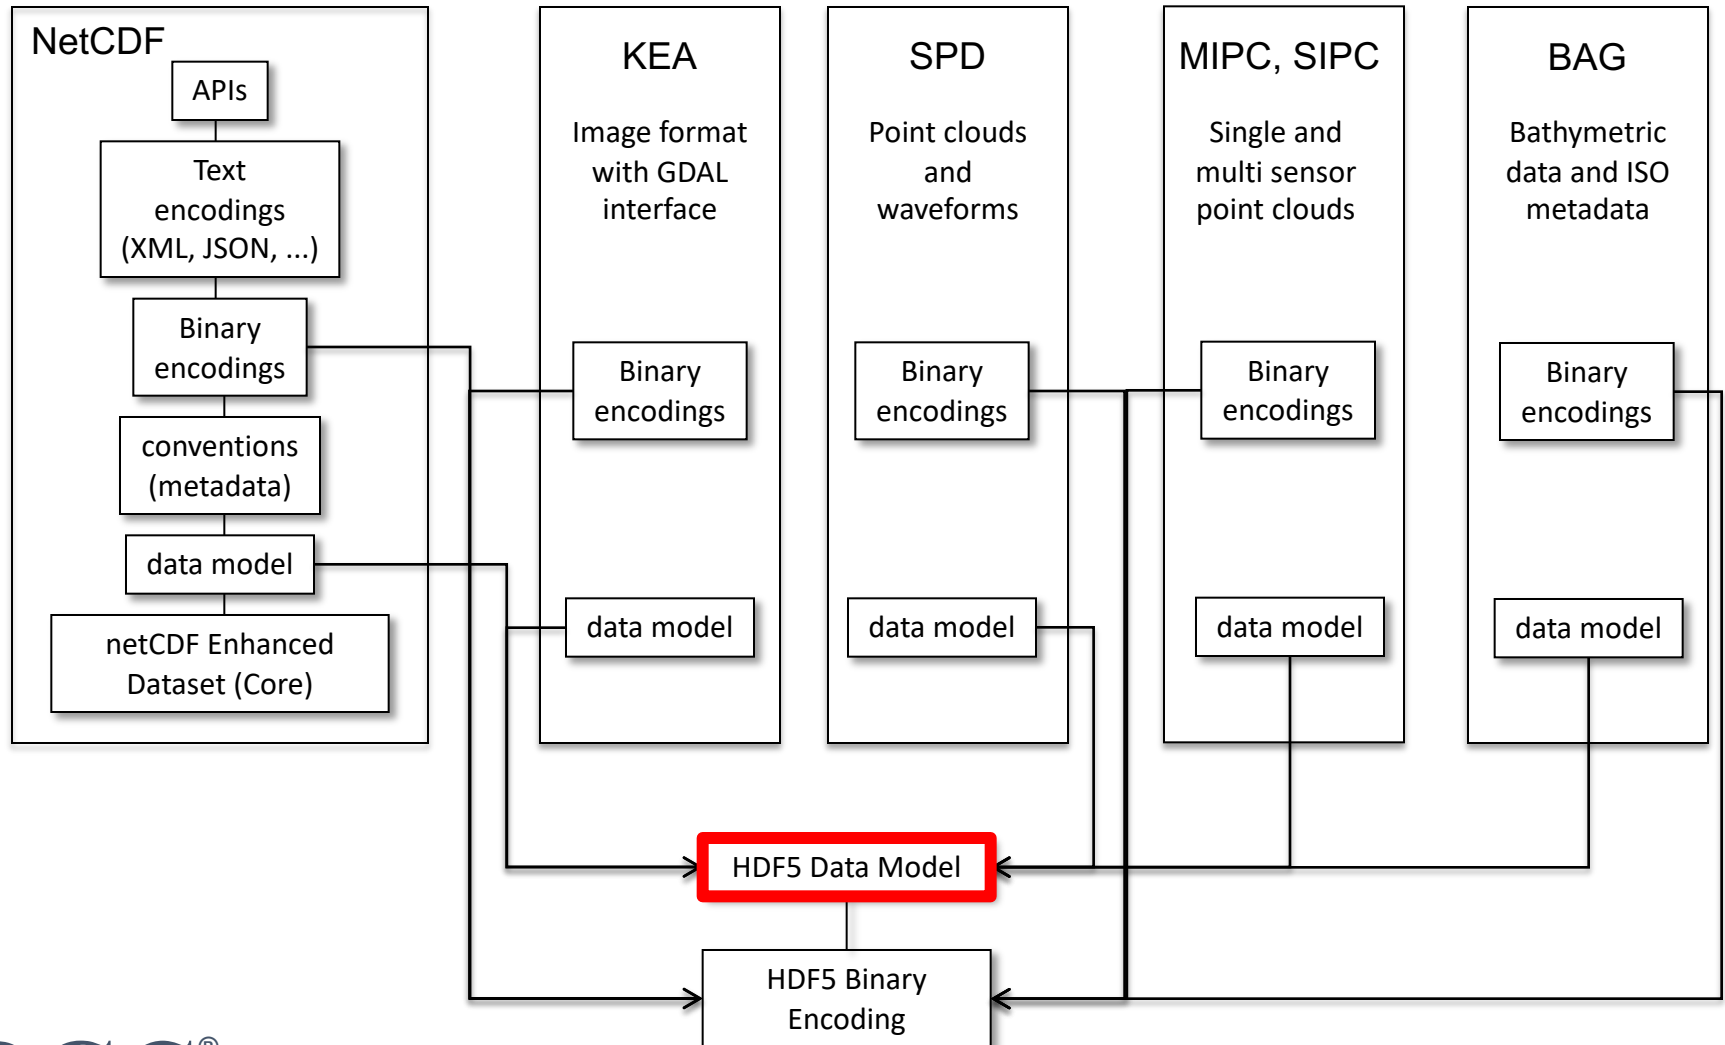 NetCDF
APIs
Text
encodings
(XML, JSON, ...)
Binary
encodings
conventions
(metadata)
data model
netCDF Enhanced
Dataset (Core)
KEA
Image format
with GDAL
interface
Binary
encodings
data model
SPD
Point clouds
and
waveforms
Binary
encodings
data model
MIPC, SIPC
Single and
multi sensor
point clouds
Binary
encodings
data model
BAG
Bathymetric
data and ISO
metadata
Binary
encodings
data model
HDF5 Data Model
HDF5 Binary
Encoding